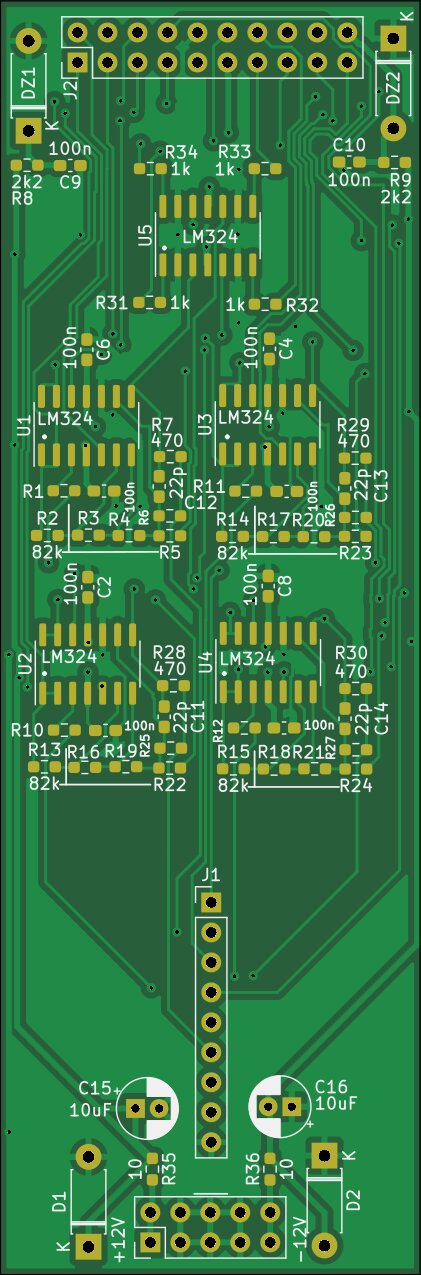 K
DZ1
J2
DZ2
K
100n
R34
R33
C10
1k
1k
2k2
C9
100n
R9
R8
2k2
U5
LM324
R31
1k
1k
R32
100n
C6
100n
C4
U1
LM324
U3
LM324
R7
R29
470
470
22p
22p
C13
R1
100n
R11
100n
C12
R2
R3
R4
R6
R14
R17
R20
R26
82k
R5
82k
R23
100n
C2
100n
C8
U2
LM324
U4
LM324
R28
R30
470
470
22p
C11
22p
C14
R10
100n
R12
100n
R13
R16
R19
R25
R15
R18
R21
R27
82k
R22
82k
R24
J1
C15
+
C16
10uF
10uF
+
10
R35
R36
10
K
D1
D2
K
+12V
-12V